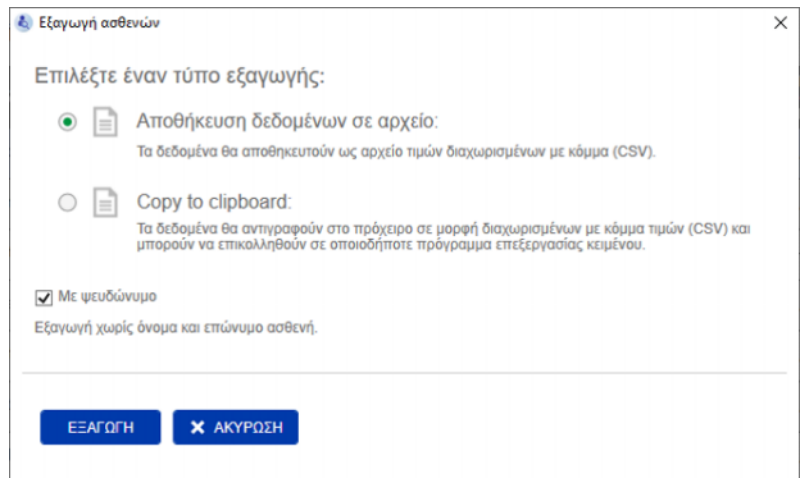 Εξαγωγή ασθενών
Επιλέξτε έναν τύπο εξαγωγής:
Αποθήκευση δεδομένων σε αρχείο:
Τα δεδομένα θα αποθηκευτούν ως αρχείο τιμών διαχωρισμένων με κόμμα (CSV).
Copy to clipboard:
Τα δεδομένα θα αντιγραφούν στο πρόχειρο σε μορφή διαχωρισμένων με κόμμα τιμών (CSV) και
μπορούν να επικολληθούν σε οποιοδήποτε πρόγραμμα επεξεργασίας κειμένου.
Με ψευδώνυμο
Εξαγωγή χωρίς όνομα και επώνυμο ασθενή.
ΕΞΑΓΩΓΗ
ΑΚΥΡΩΣΗ